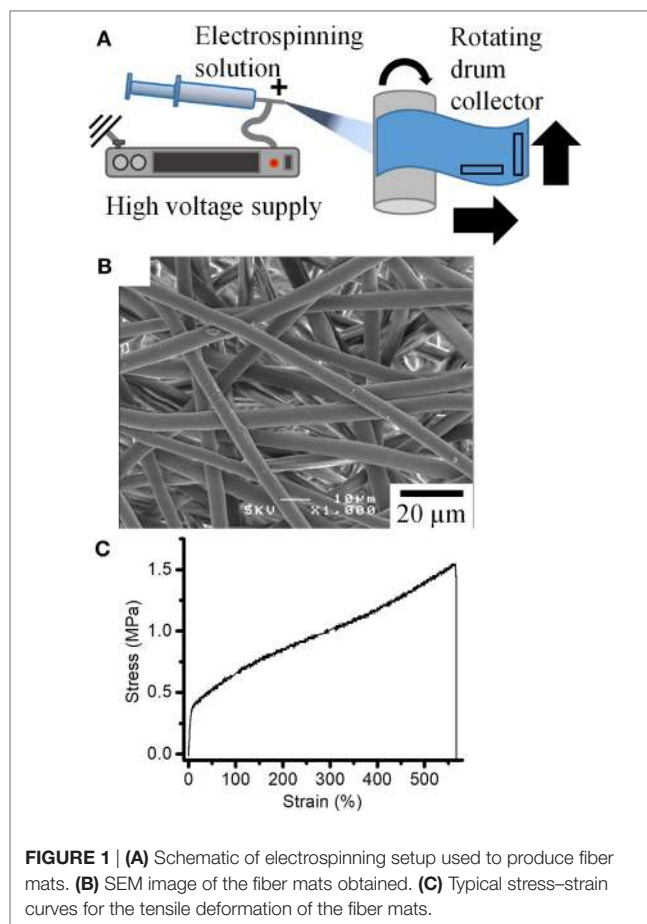 A
Electrospinning
solution
+
Rotating
drum
collector
High voltage supply
B
5KV
10μm
X1,000
20 μm
C
Stress (MPa)
1.5
1.0
0.5
0.0
0 100 200 300 400 500
Strain (%)
FIGURE 1 | (A) Schematic of electrospinning setup used to produce fiber
mats. (B) SEM image of the fiber mats obtained. (C) Typical stress–strain
curves for the tensile deformation of the fiber mats.